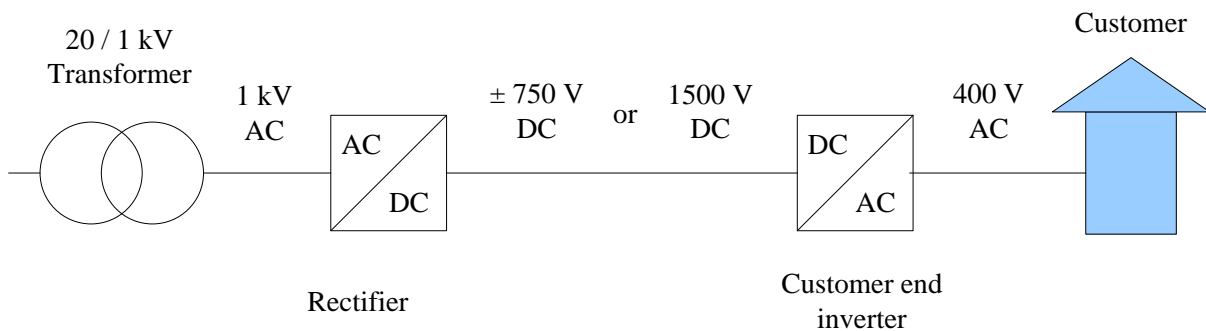 20 / 1 kV
Transformer
1 kV
AC
AC
DC
Rectifier
± 750 V
DC
or
1500 V
DC
DC
AC
Customer end
inverter
400 V
AC
Customer